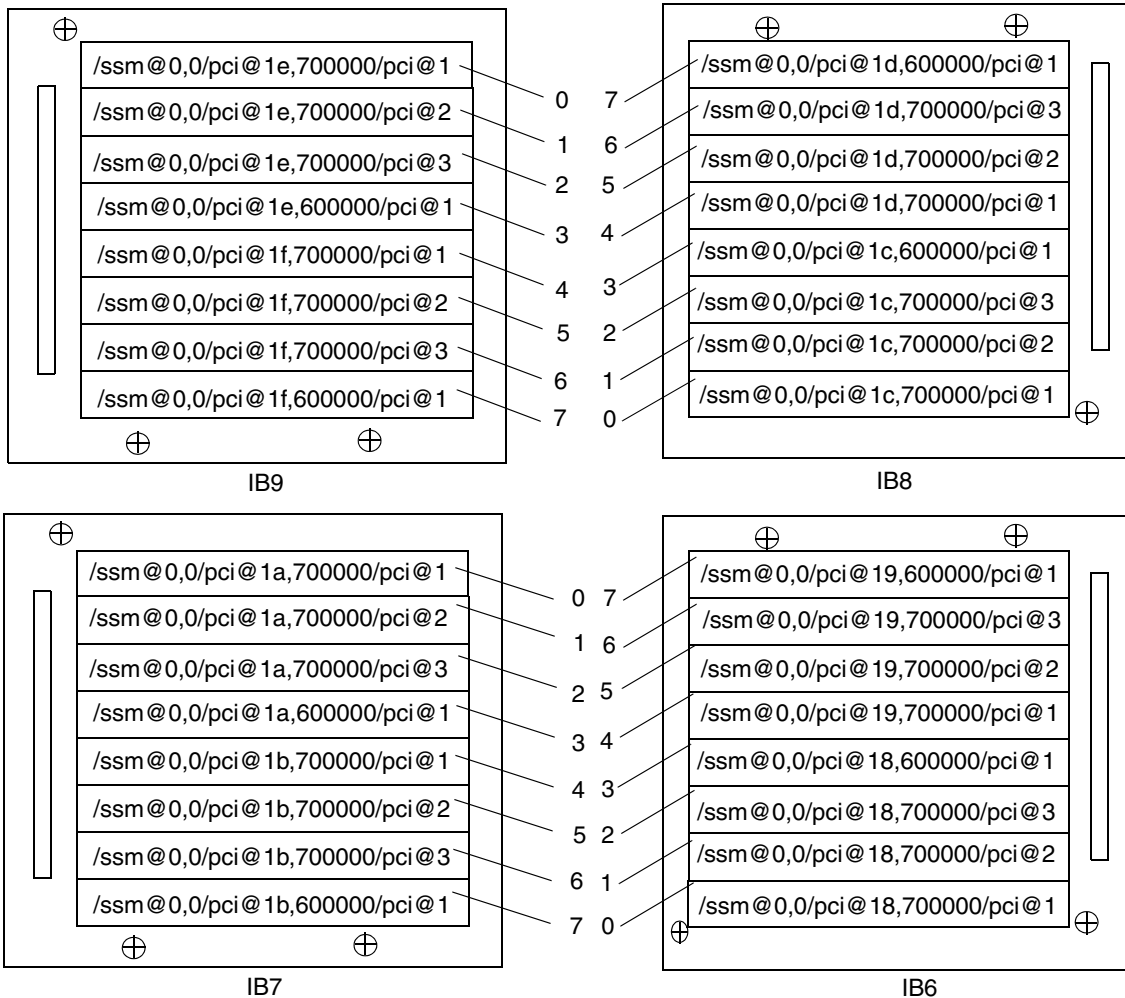 /ssm@0,0/pci@1e,700000/pci@1
/ssm@0,0/pci@1e,700000/pci@2
/ssm@0,0/pci@1e,700000/pci@3
/ssm@0,0/pci@1e,600000/pci@1
/ssm@0,0/pci@1f,700000/pci@1
/ssm@0,0/pci@1f,700000/pci@2
/ssm@0,0/pci@1f,700000/pci@3
/ssm@0,0/pci@1f,600000/pci@1
0
1
2
3
4
5
6
7
IB9
7
6
5
4
3
2
1
0
/ssm@0,0/pci@1d,600000/pci@1
/ssm@0,0/pci@1d,700000/pci@3
/ssm@0,0/pci@1d,700000/pci@2
/ssm@0,0/pci@1d,700000/pci@1
/ssm@0,0/pci@1c,600000/pci@1
/ssm@0,0/pci@1c,700000/pci@3
/ssm@0,0/pci@1c,700000/pci@2
/ssm@0,0/pci@1c,700000/pci@1
IB8
/ssm@0,0/pci@1a,700000/pci@1
/ssm@0,0/pci@1a,700000/pci@2
/ssm@0,0/pci@1a,700000/pci@3
/ssm@0,0/pci@1a,600000/pci@1
/ssm@0,0/pci@1b,700000/pci@1
/ssm@0,0/pci@1b,700000/pci@2
/ssm@0,0/pci@1b,700000/pci@3
/ssm@0,0/pci@1b,600000/pci@1
0
1
2
3
4
5
6
7
IB7
7
6
5
4
3
2
1
0
/ssm@0,0/pci@19,600000/pci@1
/ssm@0,0/pci@19,700000/pci@3
/ssm@0,0/pci@19,700000/pci@2
/ssm@0,0/pci@19,700000/pci@1
/ssm@0,0/pci@18,600000/pci@1
/ssm@0,0/pci@18,700000/pci@3
/ssm@0,0/pci@18,700000/pci@2
/ssm@0,0/pci@18,700000/pci@1
IB6